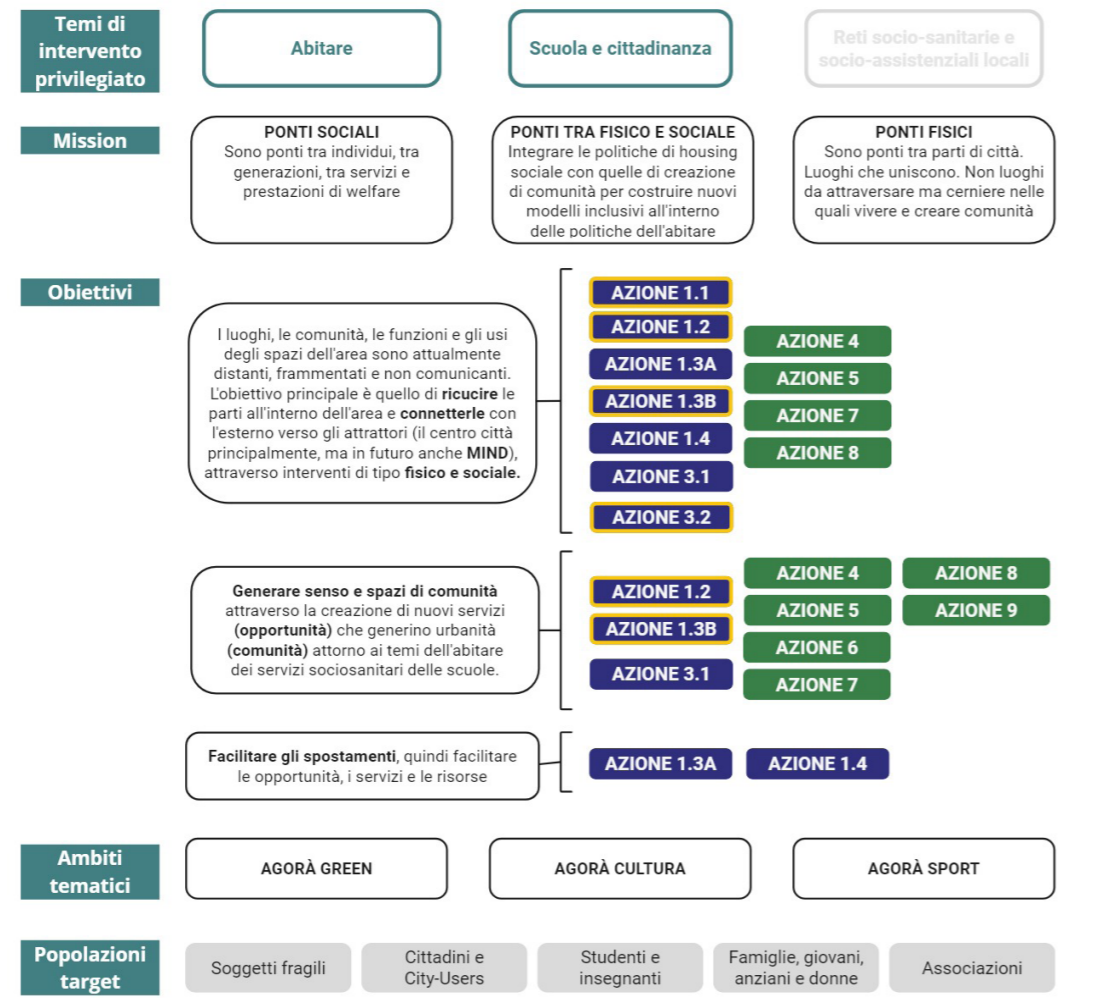 Temi di
intervento
privilegiato
Abitare
Scuola e cittadinanza
Reti socio-sanitarie e
socio-assistenziali locali
Mission
PONTI SOCIALI
Sono ponti tra individui, tra
generazioni, tra servizi e
prestazioni di welfare
PONTI TRA FISICO E SOCIALE
Integrare le politiche di housing
sociale con quelle di creazione
di comunità per costruire nuovi
modelli inclusivi all'interno
delle politiche dell'abitare
PONTI FISICI
Sono ponti tra parti di città.
Luoghi che uniscono. Non luoghi
da attraversare ma cerniere nelle
quali vivere e creare comunità
Obiettivi
I luoghi, le comunità, le funzioni e gli usi
degli spazi dell'area sono attualmente
distanti, frammentati e non comunicanti.
L'obiettivo principale è quello di ricucire le
parti all'interno dell'area e connetterle con
l'esterno verso gli attrattori (il centro città
principalmente, ma in futuro anche MIND),
attraverso interventi di tipo fisico e sociale.
AZIONE 1.1
AZIONE 1.2
AZIONE 1.3A
AZIONE 1.3B
AZIONE 1.4
AZIONE 3.1
AZIONE 3.2
AZIONE 4
AZIONE 5
AZIONE 7
AZIONE 8
Generare senso e spazi di comunità
attraverso la creazione di nuovi servizi
(opportunità) che generino urbanità
(comunità) attorno ai temi dell'abitare
dei servizi sociosanitari delle scuole.
AZIONE 1.2
AZIONE 1.3B
AZIONE 3.1
AZIONE 4
AZIONE 5
AZIONE 6
AZIONE 7
AZIONE 8
AZIONE 9
Facilitare gli spostamenti, quindi facilitare
le opportunità, i servizi e le risorse
AZIONE 1.3A
AZIONE 1.4
Ambiti
tematici
AGORÀ GREEN
AGORÀ CULTURA
AGORÀ SPORT
Popolazioni
target
Soggetti fragili
Cittadini e
City-Users
Studenti e
insegnanti
Famiglie, giovani,
anziani e donne
Associazioni